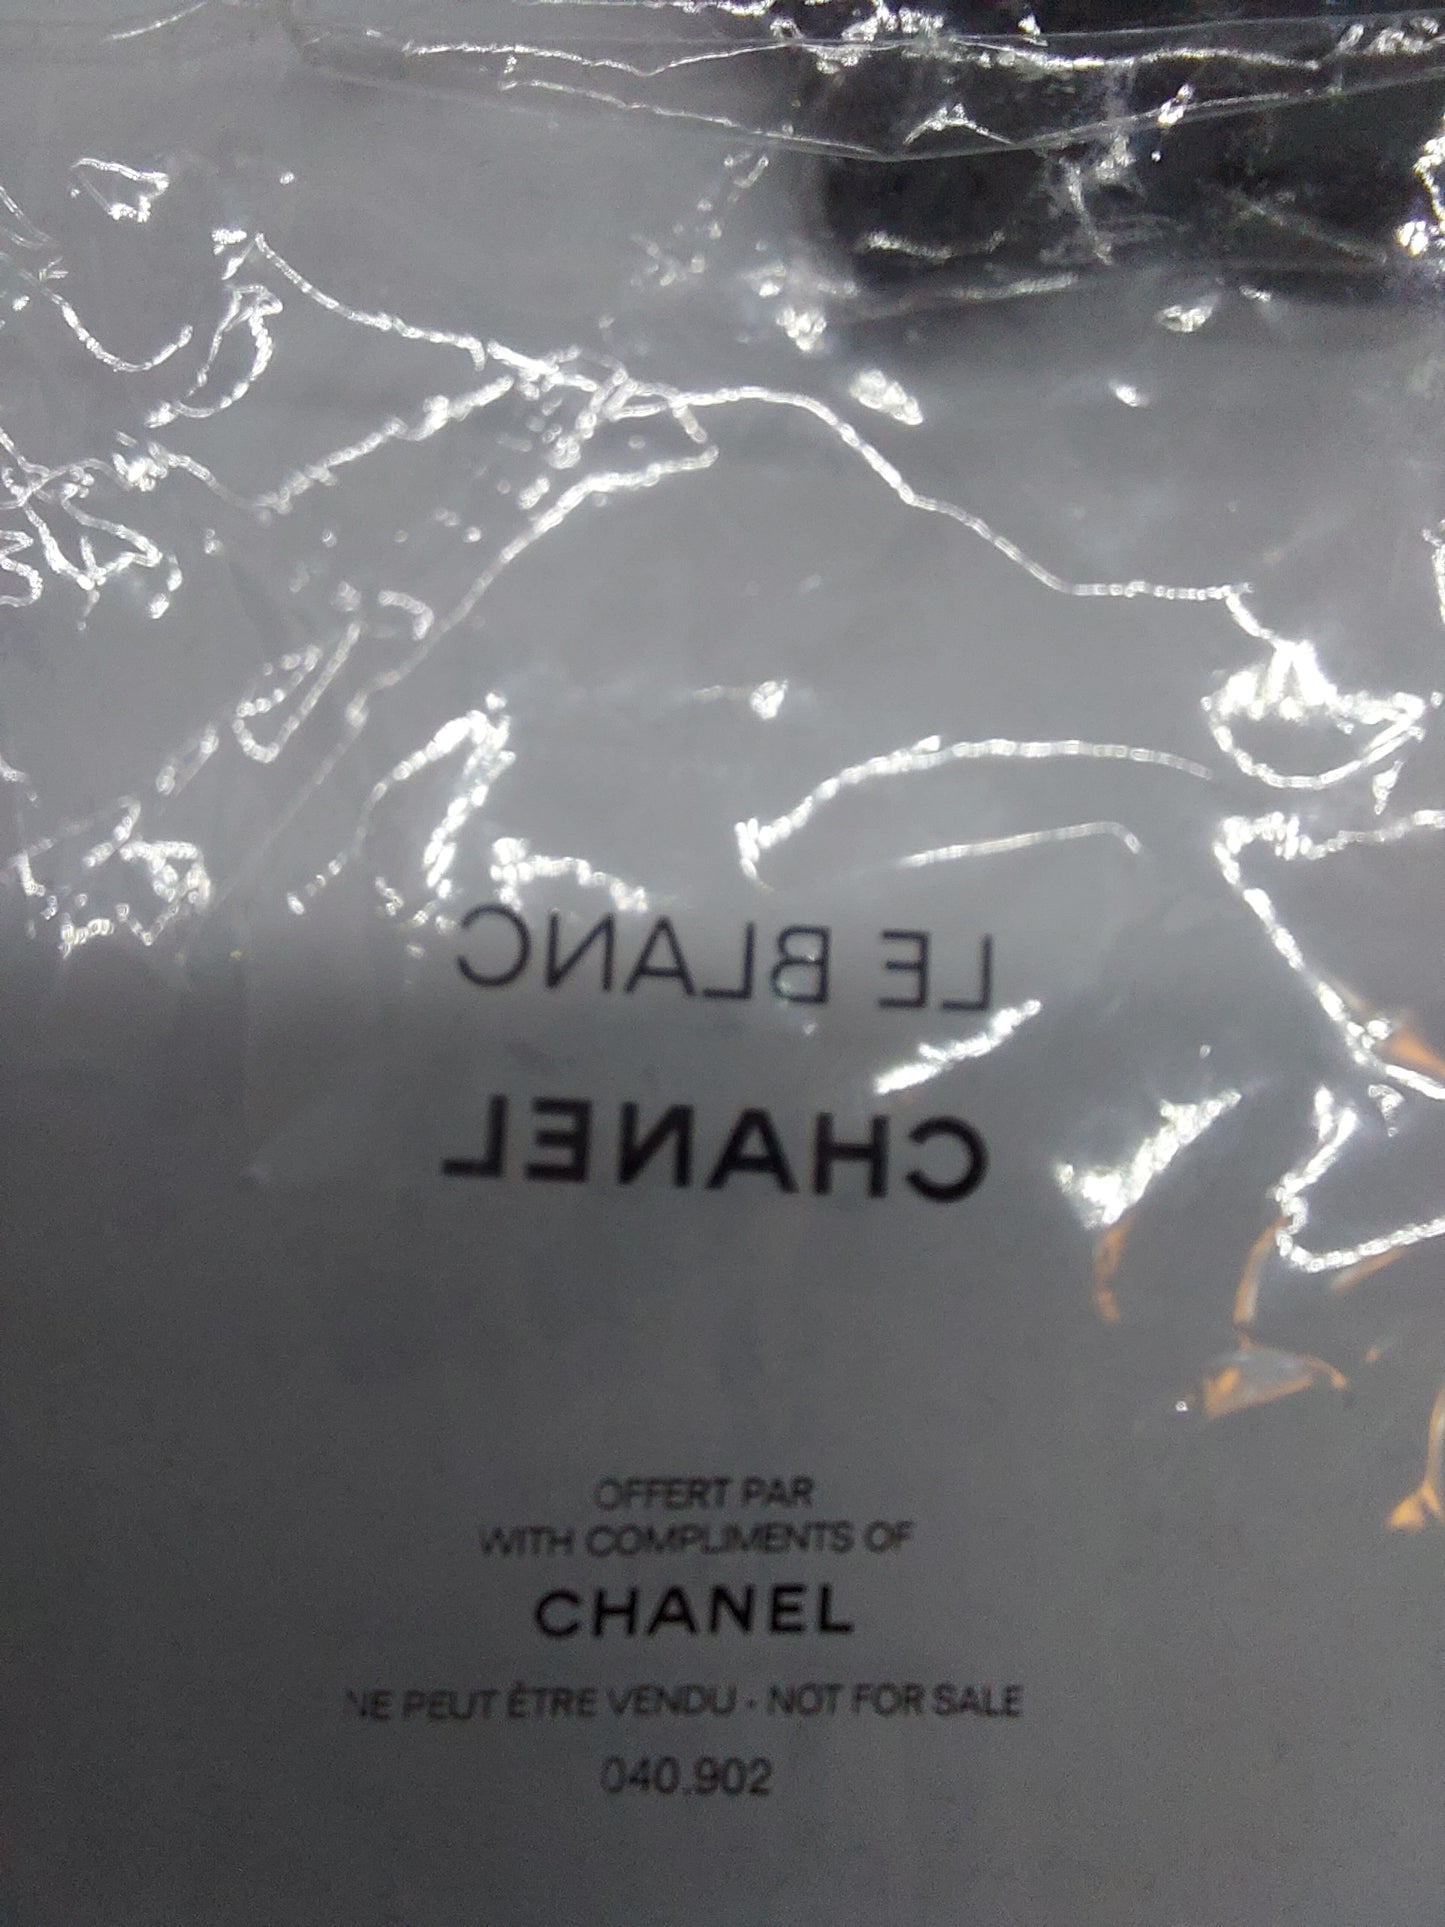 LE BLANC
CHANEL
OFFERT PAR
WITH COMPLIMENTS OF
CHANEL
NE PEUT ÊTRE VENDU • NOT FOR SALE
040.902